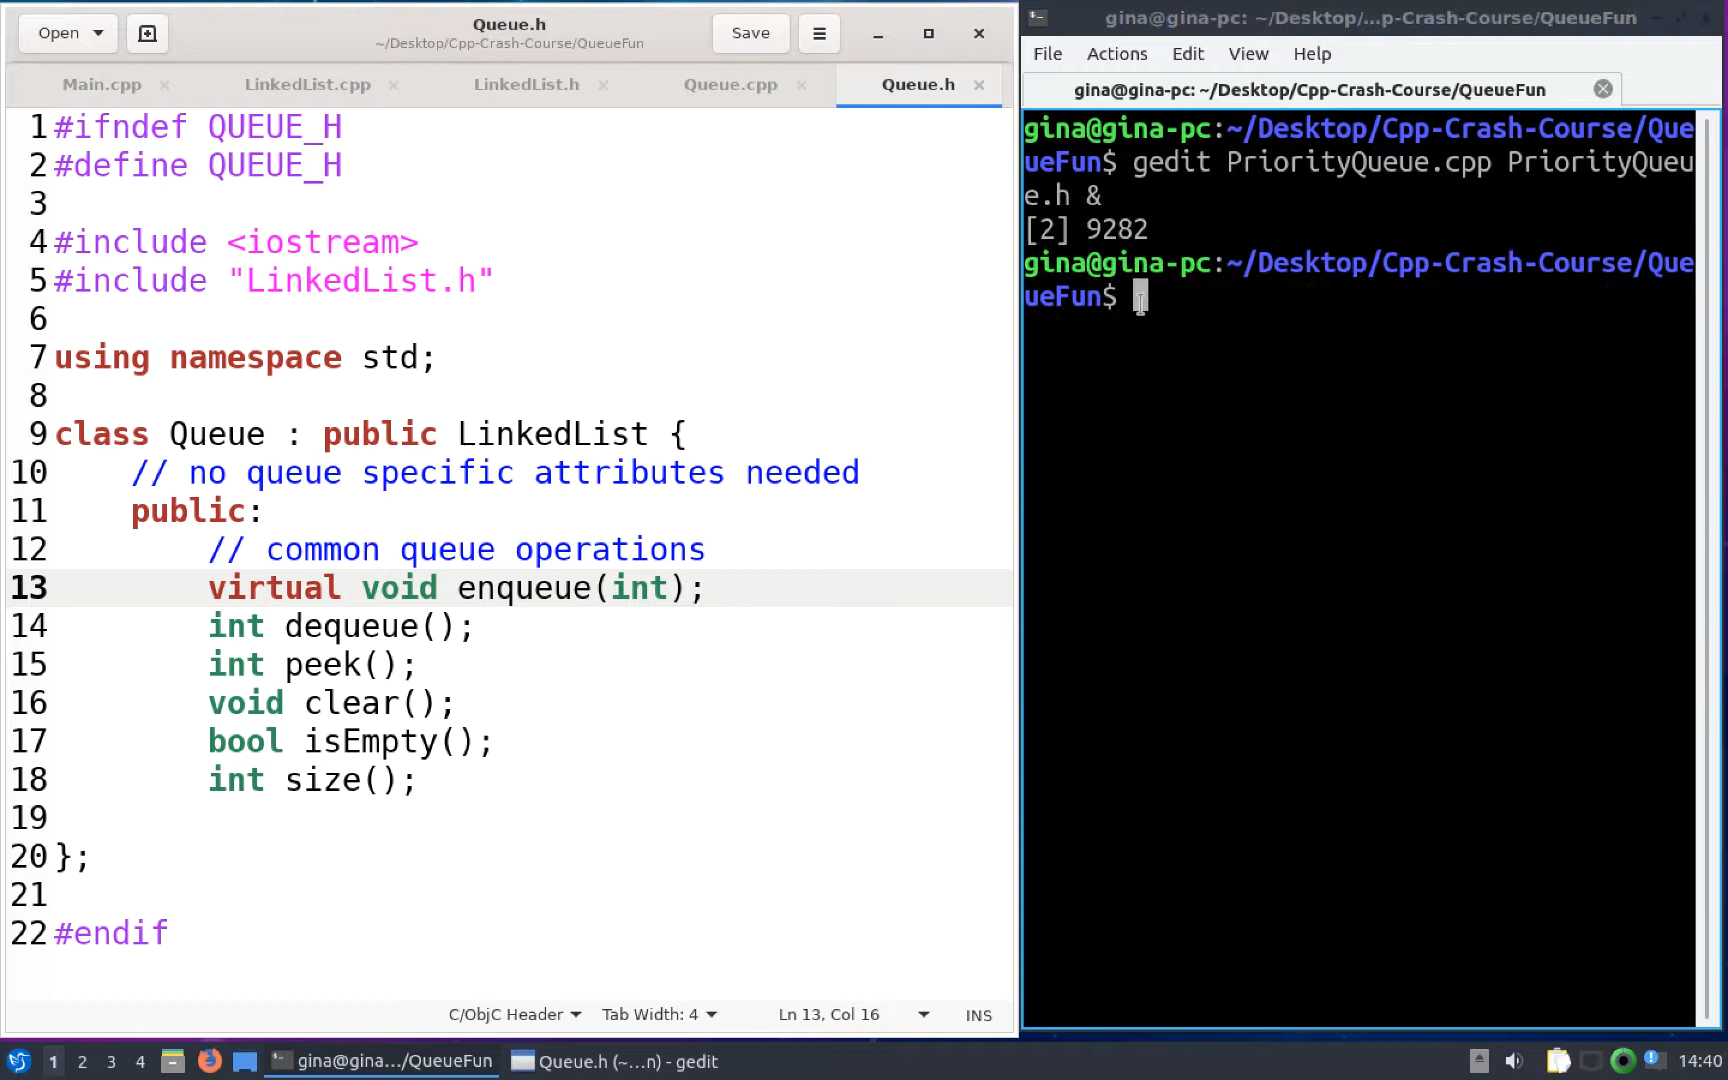 Open
Queue.h
~/Desktop/Cpp-Crash-Course/QueueFun
Save
Main.cpp
LinkedList.cpp
LinkedList.h
Queue.cpp
Queue.h
1 #ifndef QUEUE_H
2 #define QUEUE_H
3
4 #include <iostream>
5 #include "LinkedList.h"
6
7 using namespace std;
8
9 class Queue : public LinkedList {
10 // no queue specific attributes needed
11 public:
12 // common queue operations
13 virtual void enqueue(int);
14 int dequeue();
15 int peek();
16 void clear();
17 bool isEmpty();
18 int size();
19
20 };
21
22 #endif
C/ObjC Header
Tab Width: 4
Ln 13, Col 16
INS
gina@gina-pc: ~/Desktop/...p-Crash-Course/QueueFun
File Actions Edit View Help
gina@gina-pc: ~/Desktop/Cpp-Crash-Course/QueueFun
gina@gina-pc:~/Desktop/Cpp-Crash-Course/Que
ueFun$ gedit PriorityQueue.cpp PriorityQueu
e.h &
[2] 9282
gina@gina-pc:~/Desktop/Cpp-Crash-Course/Que
ueFun$
1 2 3 4
gina@gina.../QueueFun
Queue.h (~...n) - gedit
14:40